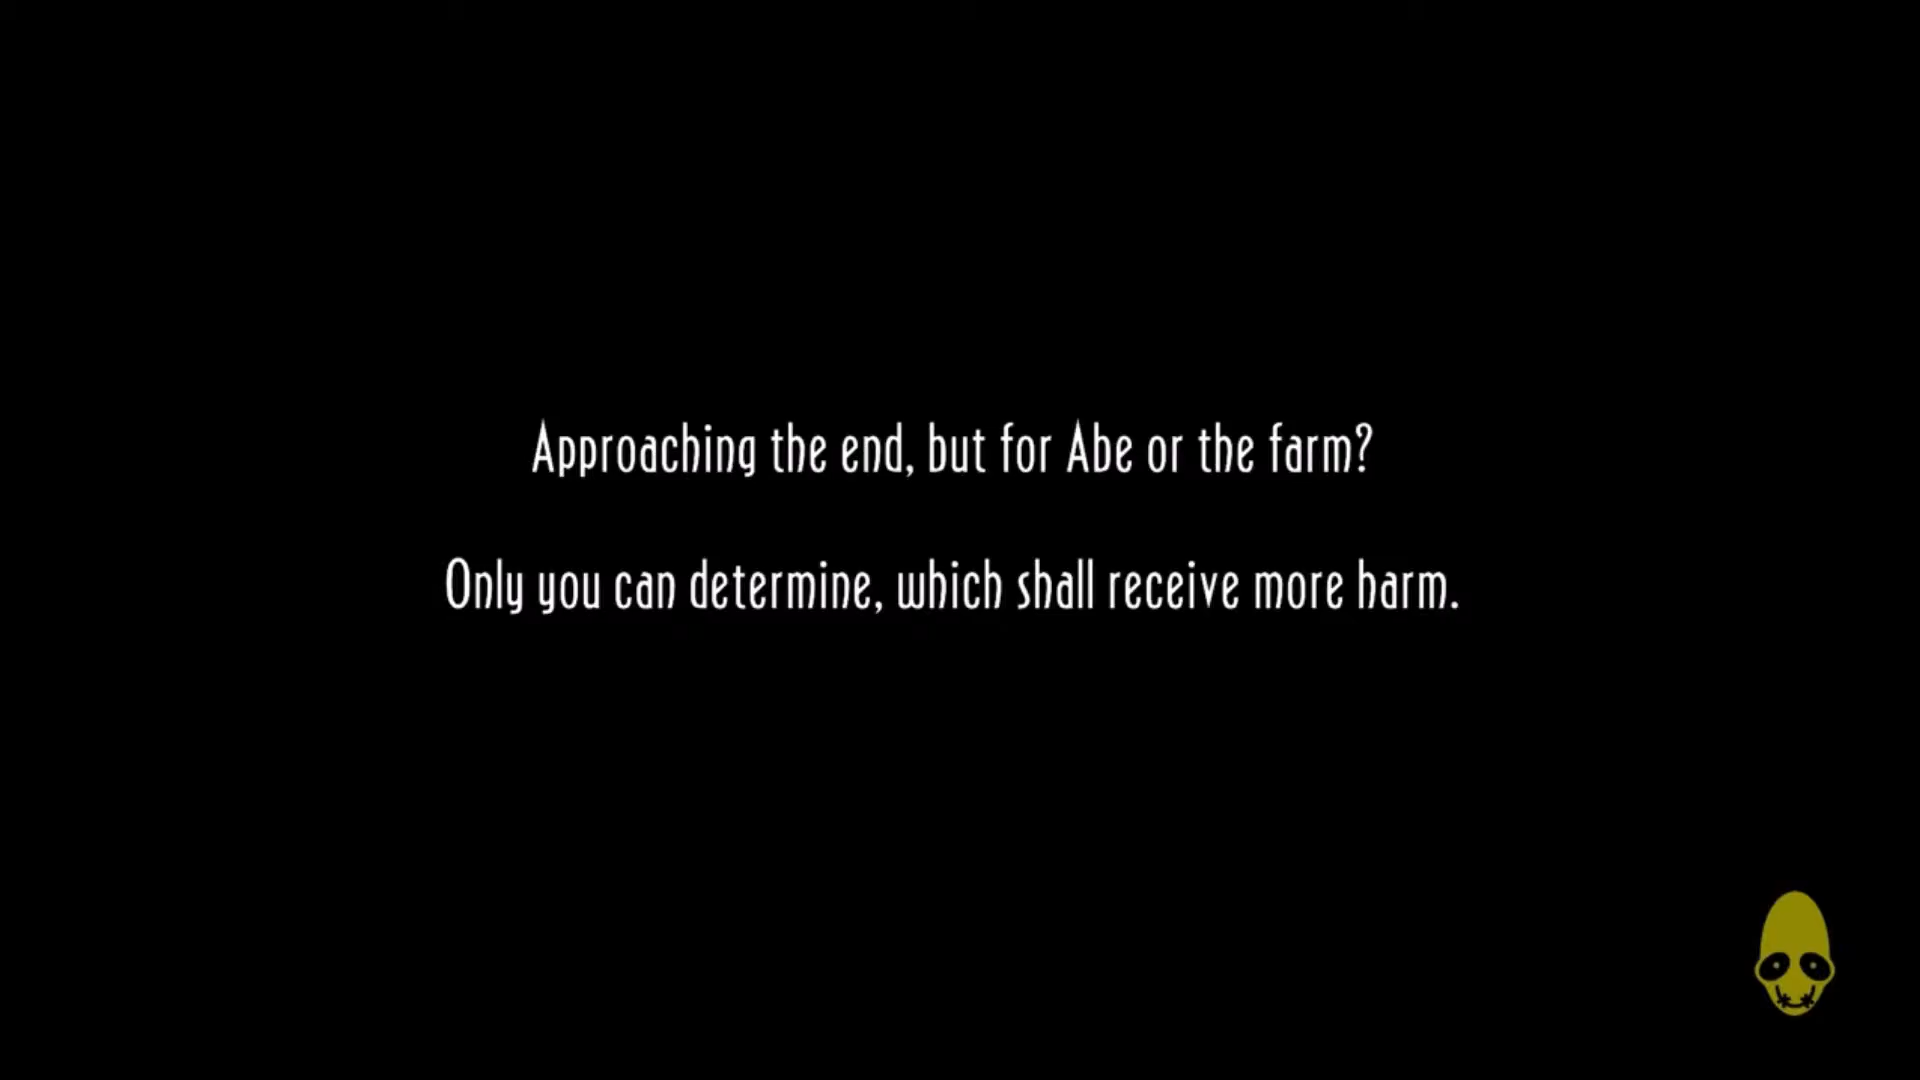 Approaching the end, but for Abe or the farm?
Only you can determine, which shall receive more harm.